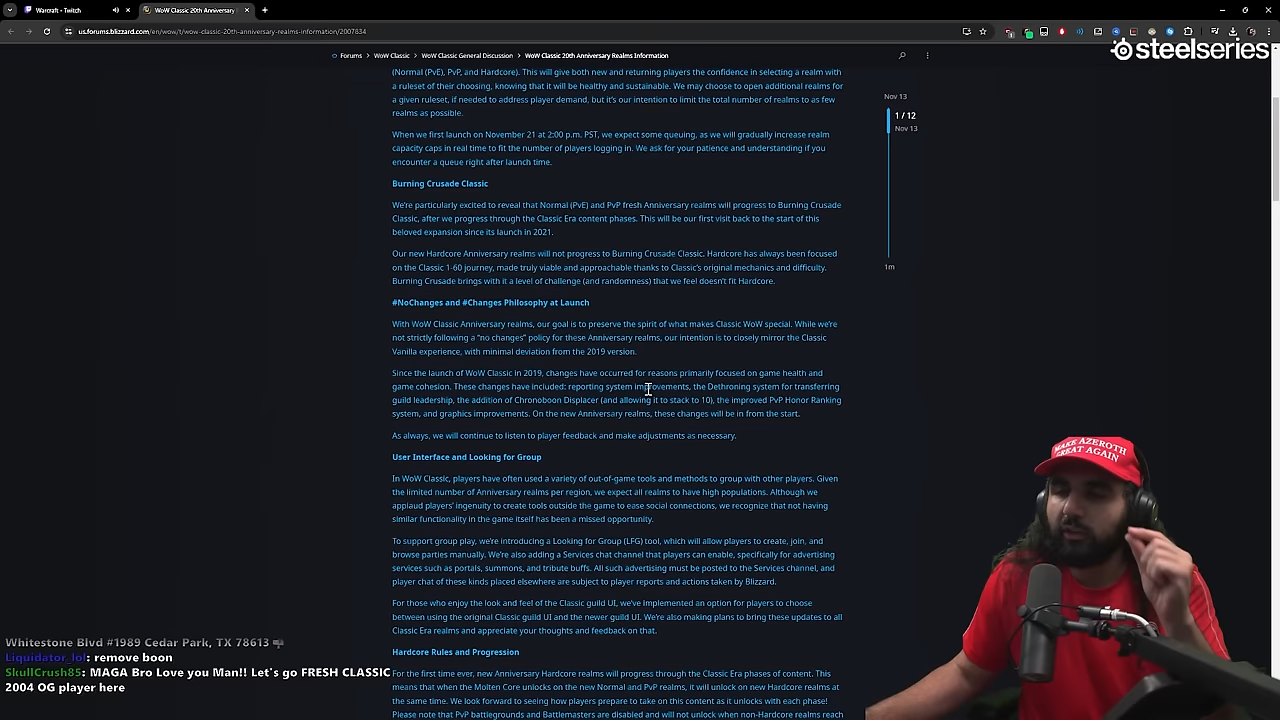 Warcraft - Twitch
WoW Classic 20th Anniversary
us.forums.blizzard.com/en/wow/t/wow-classic-20th-anniversary-realms-information/2007834
steelseries
Forums > WoW Classic > WoW Classic General Discussion > WoW Classic 20th Anniversary Realms Information
(Normal (PvE), PvP, and Hardcore). This will give both new and returning players the confidence in selecting a realm with
a ruleset of their choosing, knowing that it will be healthy and sustainable. We may choose to open additional realms for
a given ruleset, if needed to address player demand, but it's our intention to limit the total number of realms to as few
realms as possible.
When we first launch on November 21 at 2:00 p.m. PST, we expect some queuing, as we will gradually increase realm
capacity caps in real time to fit the number of players logging in. We ask for your patience and understanding if you
encounter a queue right after launch time.
Burning Crusade Classic
We're particularly excited to reveal that Normal (PvE) and PvP fresh Anniversary realms will progress to Burning Crusade
Classic, after we progress through the Classic Era content phases. This will be our first visit back to the start of this
beloved expansion since its launch in 2021.
Our new Hardcore Anniversary realms will not progress to Burning Crusade Classic. Hardcore has always been focused
on the Classic 1-60 journey, made truly viable and approachable thanks to Classic's original mechanics and difficulty.
Burning Crusade brings with it a level of challenge (and randomness) that we feel doesn't fit Hardcore.
#NoChanges and #Changes Philosophy at Launch
With WoW Classic Anniversary realms, our goal is to preserve the spirit of what makes Classic WoW special. While we're
not strictly following a "no changes" policy for these Anniversary realms, our intention is to closely mirror the Classic
Vanilla experience, with minimal deviation from the 2019 version.
Since the launch of WoW Classic in 2019, changes have occurred for reasons primarily focused on game health and
game cohesion. These changes have included: reporting system improvements, the Dethroning system for transferring
guild leadership, the addition of Chronoboon Displacer (and allowing it to stack to 10), the improved PvP Honor Ranking
system, and graphics improvements. On the new Anniversary realms, these changes will be in from the start.
As always, we will continue to listen to player feedback and make adjustments as necessary.
User Interface and Looking for Group
In WoW Classic, players have often used a variety of out-of-game tools and methods to group with other players. Given
the limited number of Anniversary realms per region, we expect all realms to have high populations. Although we
applaud players' ingenuity to create tools outside the game to ease social connections, we recognize that not having
similar functionality in the game itself has been a missed opportunity.
To support group play, we're introducing a Looking for Group (LFG) tool, which will allow players to create, join, and
browse parties manually. We're also adding a Services chat channel that players can enable, specifically for advertising
services such as portals, summons, and tribute buffs. All such advertising must be posted to the Services channel, and
player chat of these kinds placed elsewhere are subject to player reports and actions taken by Blizzard.
For those who enjoy the look and feel of the Classic guild UI, we've implemented an option for players to choose
between using the original Classic guild UI and the newer guild UI. We're also making plans to bring these updates to all
Classic Era realms and appreciate your thoughts and feedback on that.
Hardcore Rules and Progression
For the first time ever, new Anniversary Hardcore realms will progress through the Classic Era phases of content. This
means that when the Molten Core unlocks on the new Normal and PvP realms, it will unlock on new Hardcore realms at
the same time. We look forward to seeing how players prepare to take on this content as it unlocks with each phase!
Please note that PvP battlegrounds and Battlemasters are disabled and will not unlock when non-Hardcore realms reach
Nov 13
1 / 12
Nov 13
1m
MAKE AZEROTH
GREAT AGAIN
Whitestone Blvd #1989 Cedar Park, TX 78613
Liquidator_lol: remove boon
SkullCrush85: MAGA Bro Love you Man!! Let's go FRESH CLASSIC
2004 OG player here